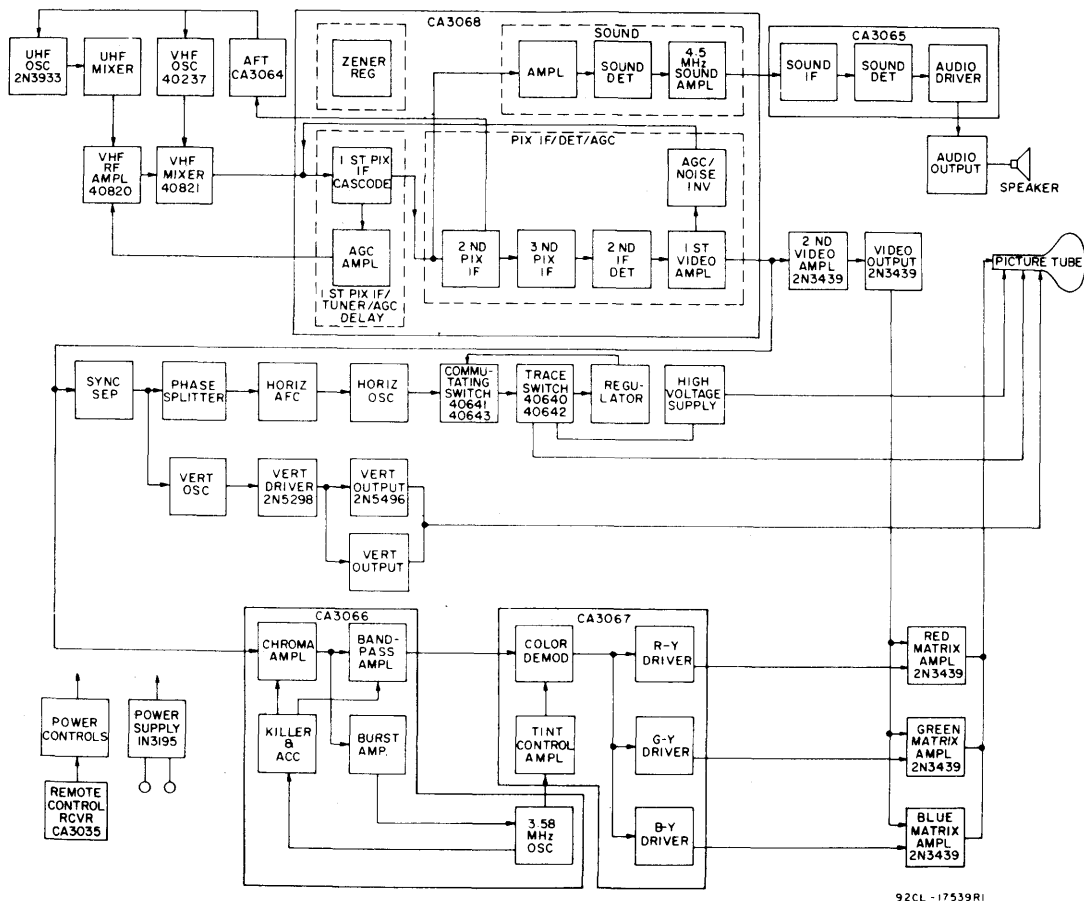 CA3068
UHF
OSC
2N3933
UHF
MIXER
VHF
OSC
40237
AFT
CA3064
ZENER
REG
SOUND
AMPL
SOUND
DET
4.5
MHz
SOUND
AMPL
CA3065
SOUND
IF
SOUND
DET
AUDIO
DRIVER
VHF
RF
AMPL
40820
VHF
MIXER
40821
1 ST PIX
IF
CASCODE
AGC
AMPL
1ST PIX IF/
TUNER/AGC
DELAY
PIX IF/DET/AGC
AGC/
NOISE
INV
2 ND
PIX
IF
3 ND
PIX
IF
2 ND
IF
DET
1 ST
VIDEO
AMPL
AUDIO
OUTPUT
SPEAKER
2 ND
VIDEO
AMPL
2N3439
VIDEO
OUTPUT
2N3439
PICTURE TUBE
SYNC
SEP
PHASE
SPLITTER
HORIZ
AFC
HORIZ
OSC
COMMU-
TATING
SWITCH
40641
40643
TRACE
SWITCH
40640
40642
REGU-
LATOR
HIGH
VOLTAGE
SUPPLY
VERT
OSC
VERT
DRIVER
2N5298
VERT
OUTPUT
2N5496
VERT
OUTPUT
CA3066
CHROMA
AMPL
BAND-
PASS
AMPL
KILLER
&
ACC
BURST
AMP.
3.58
MHz
OSC
CA3067
COLOR
DEMOD
TINT
CONTROL
AMPL
R-Y
DRIVER
G-Y
DRIVER
B-Y
DRIVER
RED
MATRIX
AMPL
2N3439
GREEN
MATRIX
AMPL
2N3439
BLUE
MATRIX
AMPL
2N3439
POWER
CONTROLS
POWER
SUPPLY
IN3195
REMOTE
CONTROL
RCVR
CA3035
92CL-17539R1